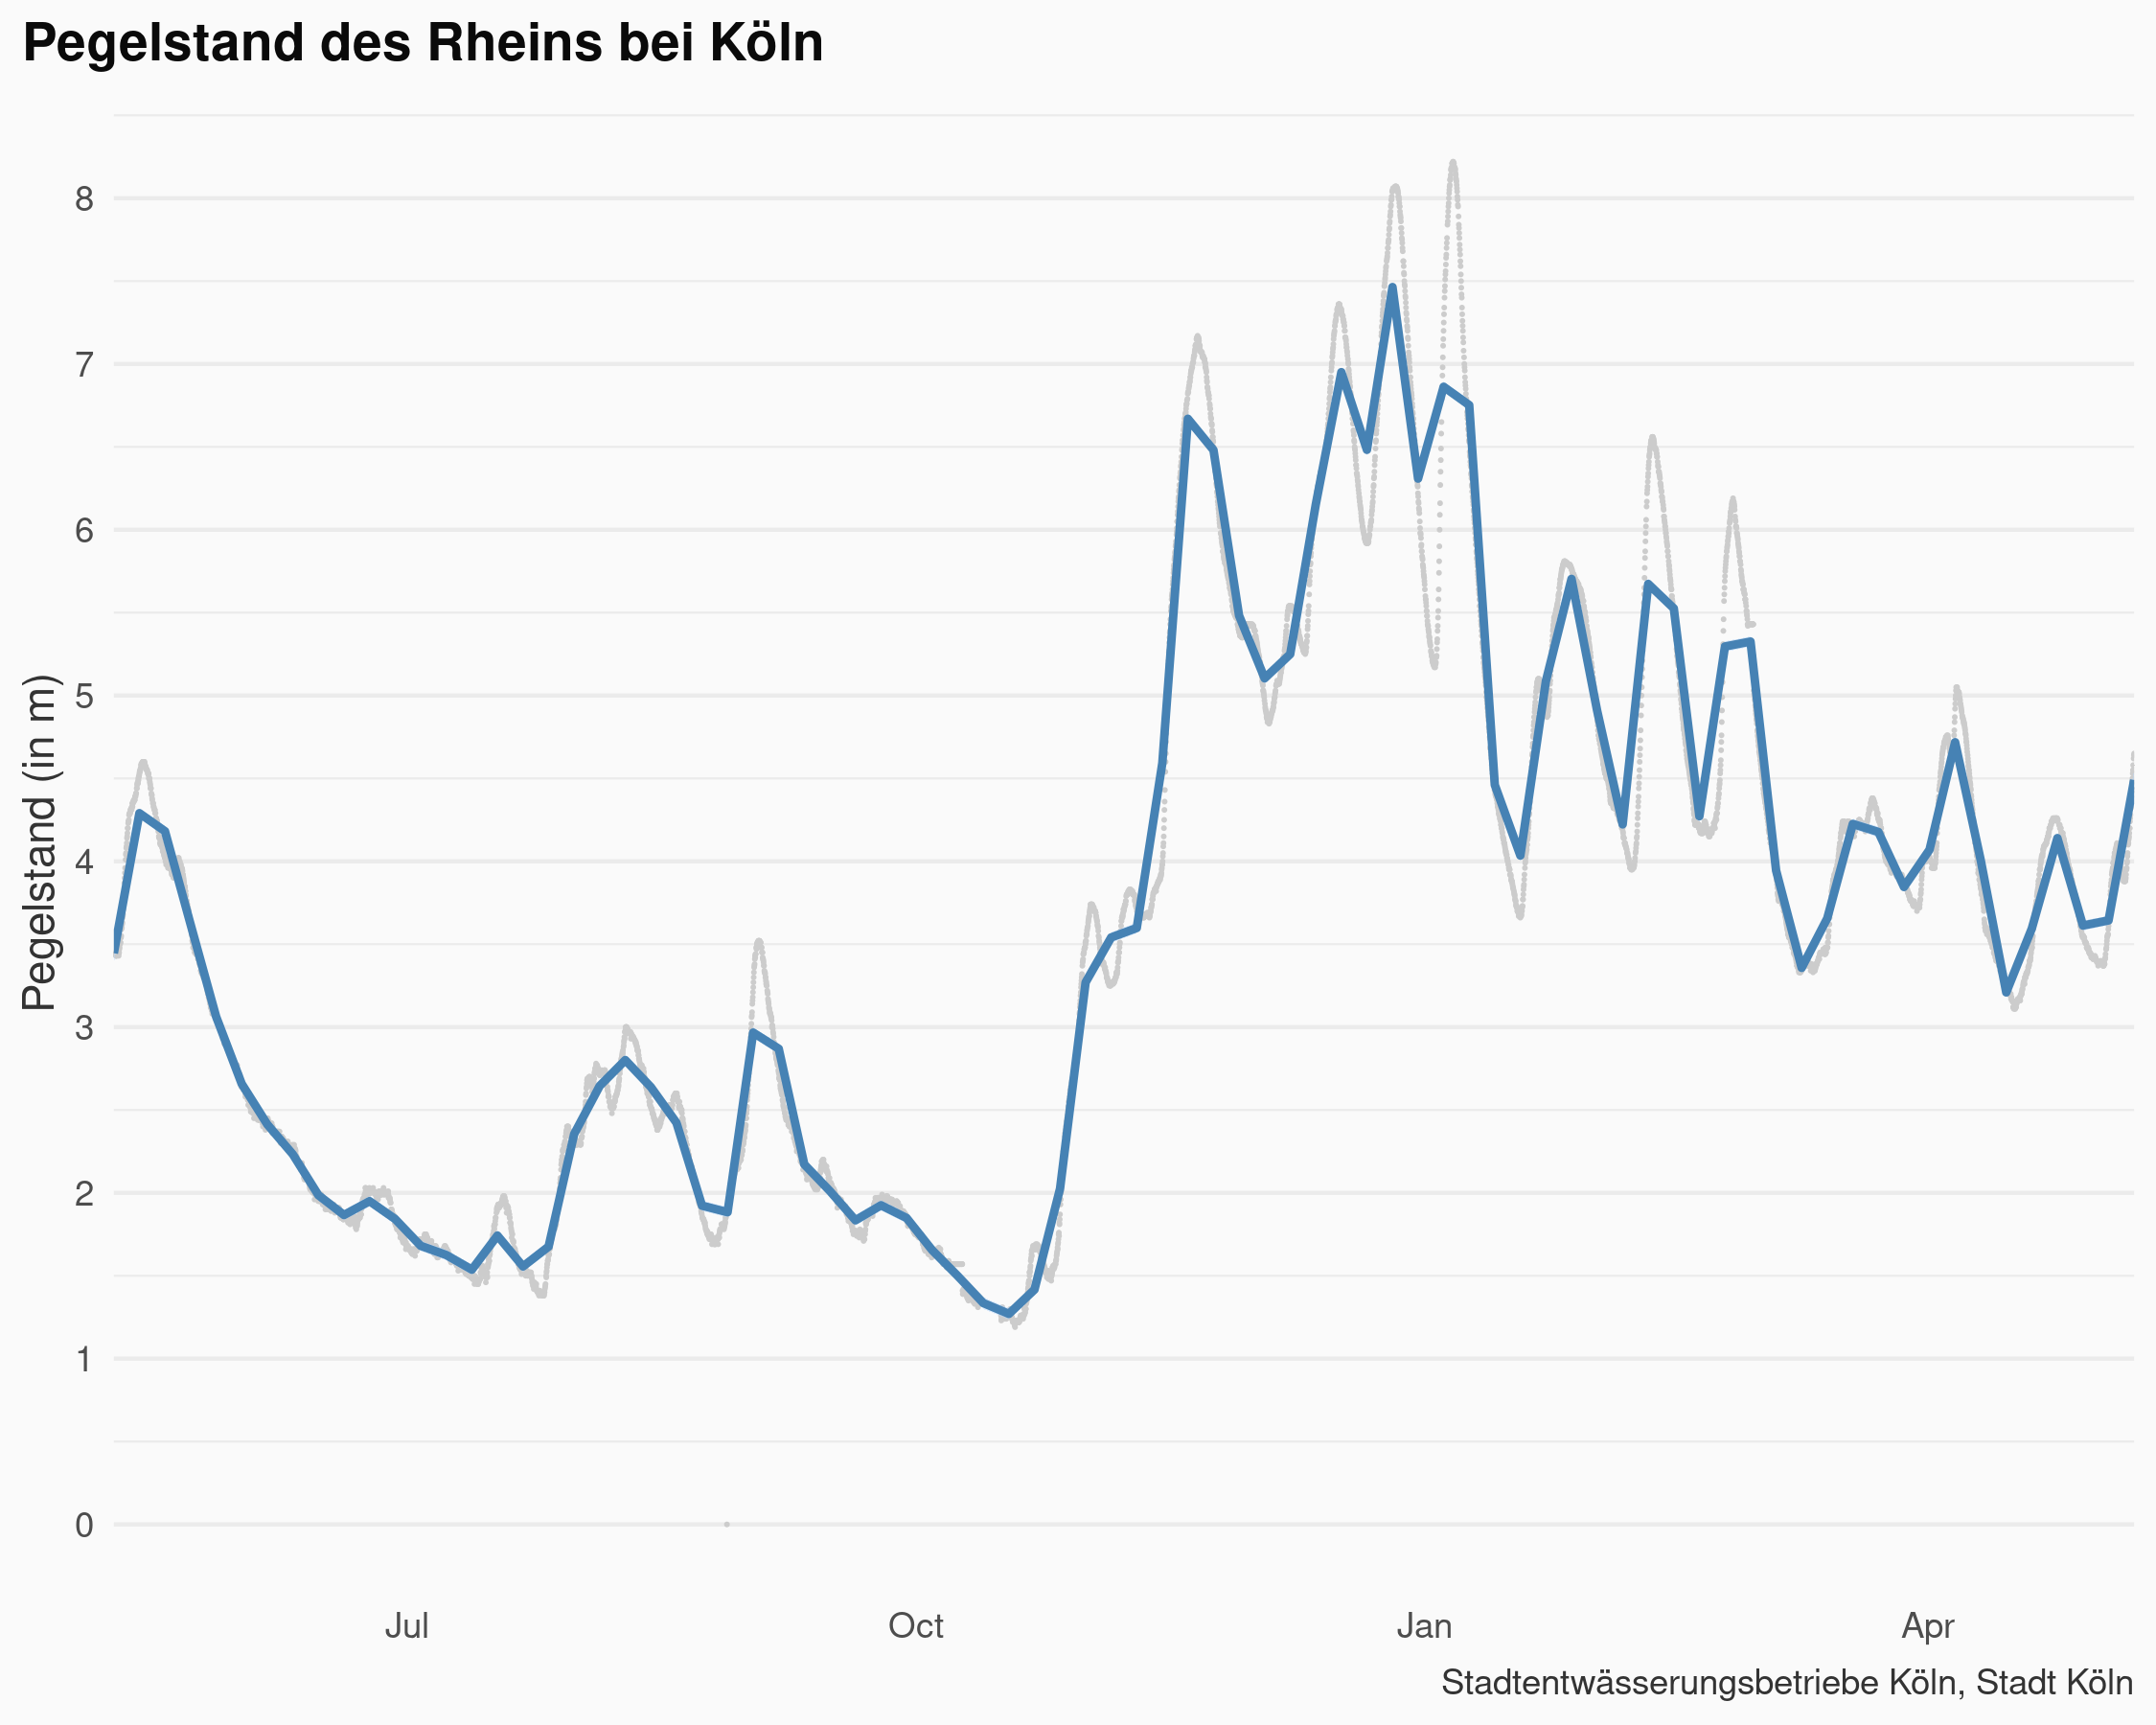 Pegelstand des Rheins bei Köln
Pegelstand (in m)
8
7
6
5
4
3
2
1
0
Jul Oct Jan Apr
Stadtentwässerungsbetriebe Köln, Stadt Köln